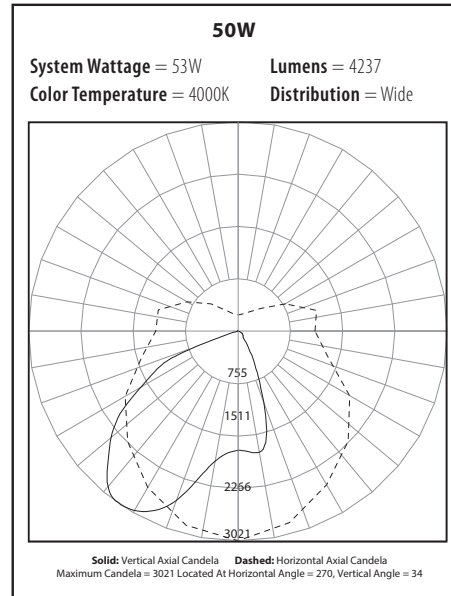 50W
System Wattage = 53W Lumens = 4237
Color Temperature = 4000K Distribution = Wide
755
1511
2266
3021
Solid: Vertical Axial Candela Dashed: Horizontal Axial Candela
Maximum Candela = 3021 Located At Horizontal Angle = 270, Vertical Angle = 34